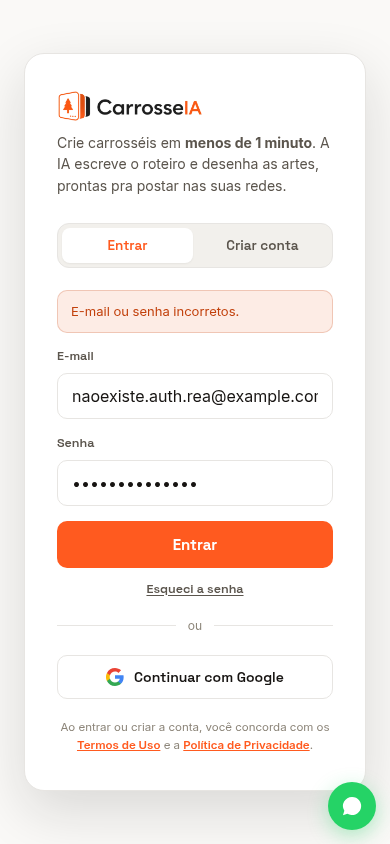 CarrosseIA
Crie carrosséis em menos de 1 minuto. A
IA escreve o roteiro e desenha as artes,
prontas pra postar nas suas redes.
Entrar
Criar conta
E-mail ou senha incorretos.
E-mail
naoexiste.auth.rea@example.com
Senha
••••••••••••••
Entrar
Esqueci a senha
ou
Continuar com Google
Ao entrar ou criar a conta, você concorda com os
Termos de Uso e a Política de Privacidade.